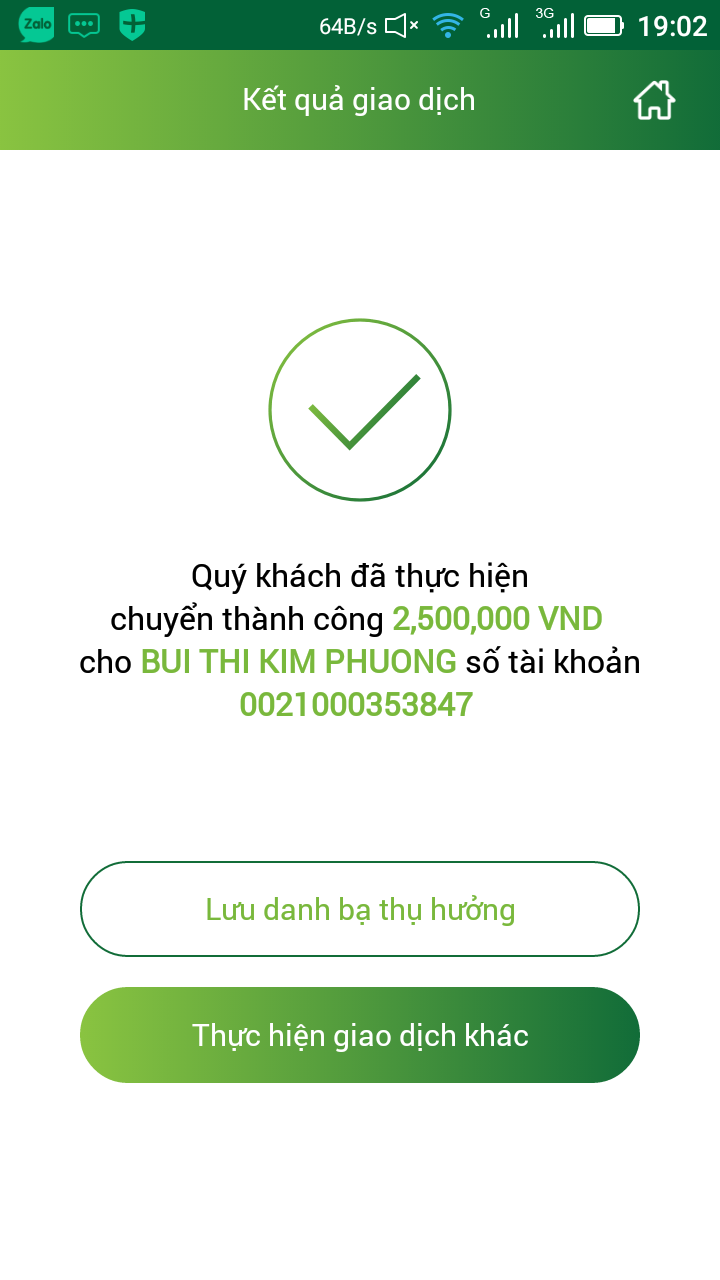 Zalo 64B/s G 3G 19:02
Kết quả giao dịch
Quý khách đã thực hiện
chuyển thành công 2,500,000 VND
cho BUI THI KIM PHUONG số tài khoản
0021000353847
Lưu danh bạ thụ hưởng
Thực hiện giao dịch khác